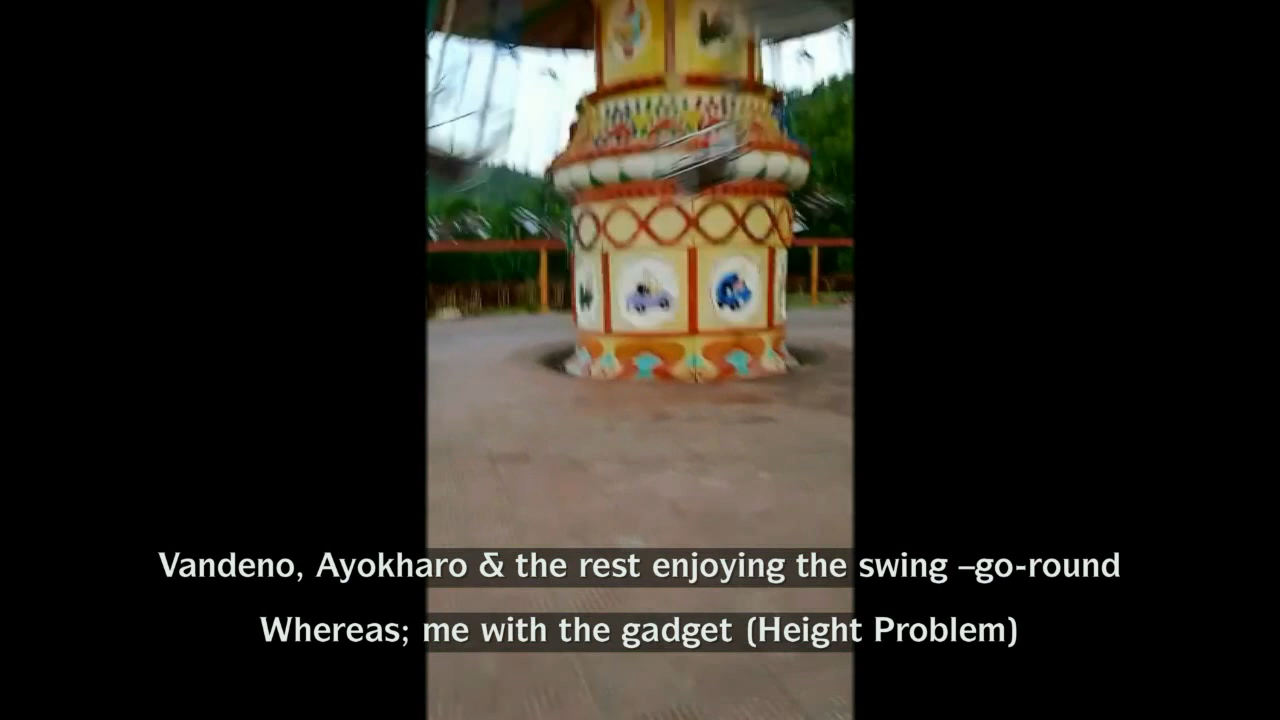 Vandeno, Ayokharo & the rest enjoying the swing –go-round
Whereas; me with the gadget (Height Problem)